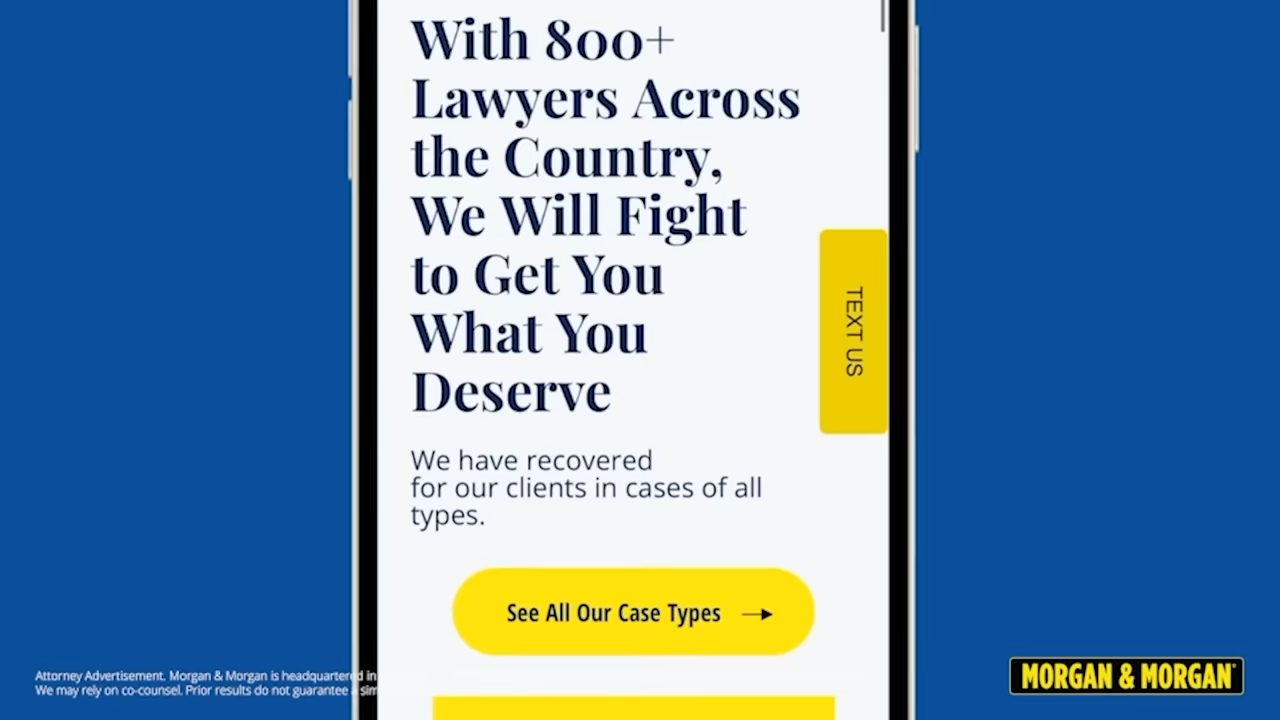 With 800+
Lawyers Across
the Country,
We Will Fight
to Get You
What You
Deserve
TEXT US
We have recovered
for our clients in cases of all
types.
See All Our Case Types
Attorney Advertisement. Morgan & Morgan is headquartered in
We may rely on co-counsel. Prior results do not guarantee a sim
MORGAN & MORGAN